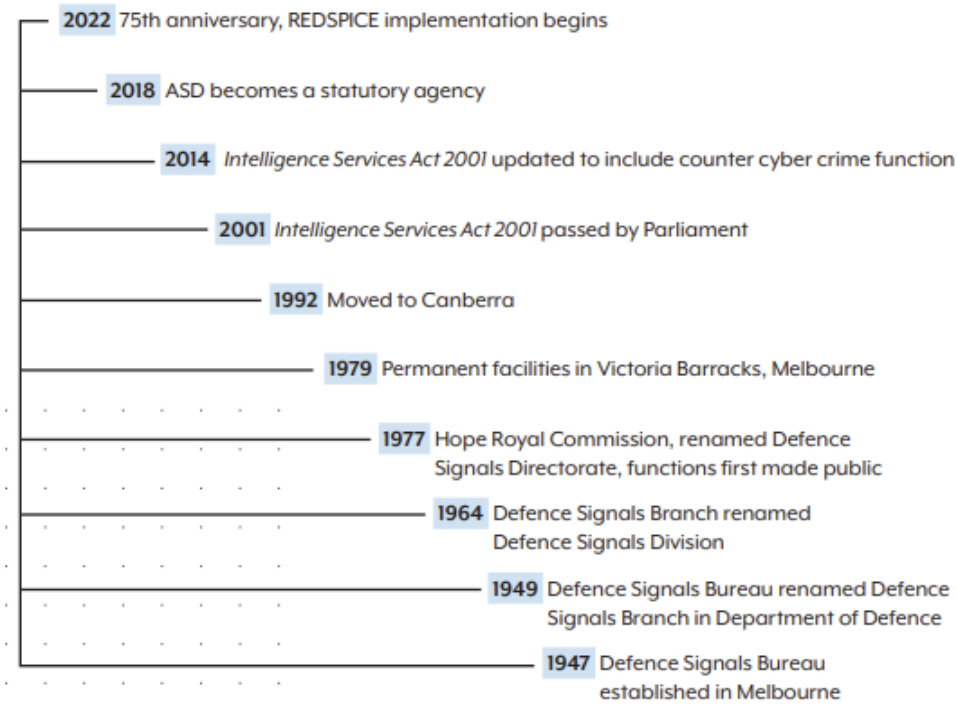 2022 75th anniversary, REDSPICE implementation begins
2018 ASD becomes a statutory agency
2014 Intelligence Services Act 2001 updated to include counter cyber crime function
2001 Intelligence Services Act 2001 passed by Parliament
1992 Moved to Canberra
1979 Permanent facilities in Victoria Barracks, Melbourne
1977 Hope Royal Commission, renamed Defence
Signals Directorate, functions first made public
1964 Defence Signals Branch renamed
Defence Signals Division
1949 Defence Signals Bureau renamed Defence
Signals Branch in Department of Defence
1947 Defence Signals Bureau
established in Melbourne